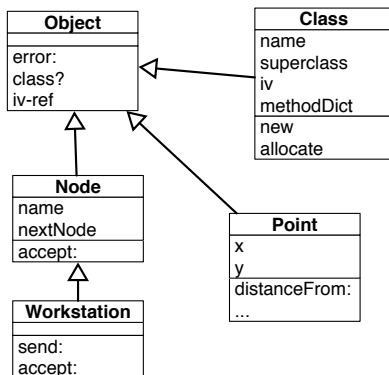 Object
error:
class?
iv-ref
Class
name
superclass
iv
methodDict
new
allocate
Node
name
nextNode
accept:
Point
x
y
distanceFrom:
...
Workstation
send:
accept: